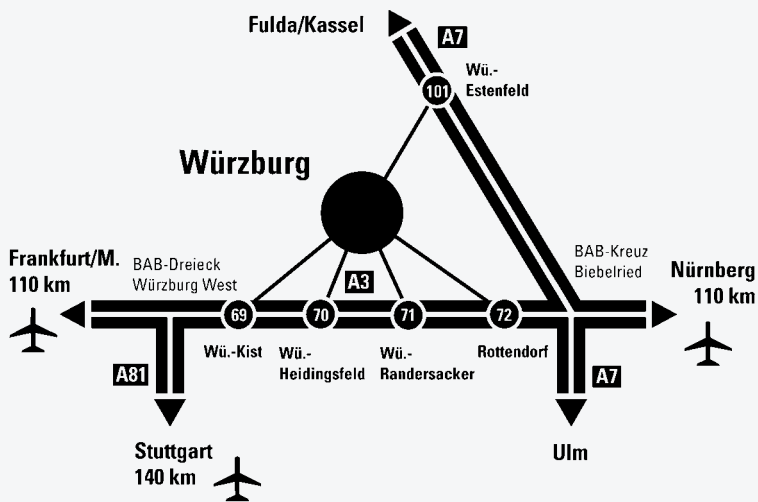 Fulda/Kassel
A7
Wü.-
Estenfeld
101
Würzburg
Frankfurt/M.
110 km
BAB-Dreieck
Würzburg West
A3
BAB-Kreuz
Biebelried
Nürnberg
110 km
69
70
71
72
Wü.-Kist
Wü.-
Heidingsfeld
Wü.-
Randersacker
Rottendorf
A81
A7
Stuttgart
140 km
Ulm